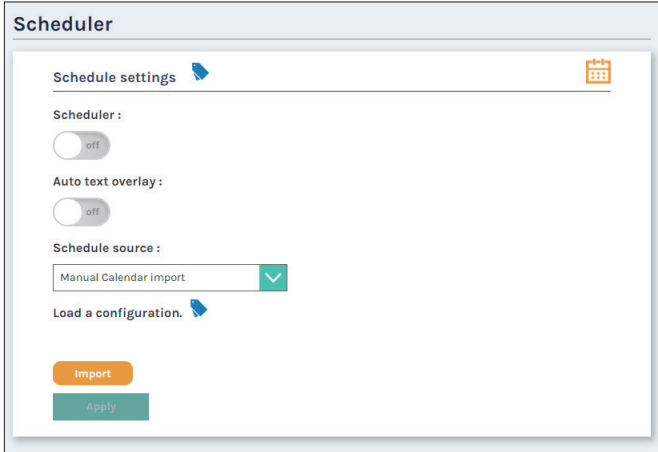 Scheduler
Schedule settings
Scheduler :
off
Auto text overlay :
off
Schedule source :
Manual Calendar import
Load a configuration.
Import
Apply